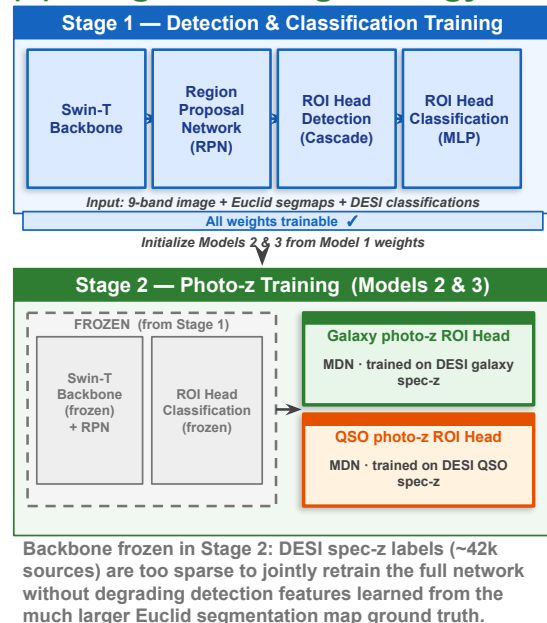 Stage 1 — Detection & Classification Training
Swin-T
Backbone
Region
Proposal
Network
(RPN)
ROI Head
Detection
(Cascade)
ROI Head
Classification
(MLP)
Input: 9-band image + Euclid segmaps + DESI classifications
All weights trainable ✓
Initialize Models 2 & 3 from Model 1 weights
Stage 2 — Photo-z Training (Models 2 & 3)
FROZEN (from Stage 1)
Swin-T
Backbone
(frozen)
+ RPN
ROI Head
Classification
(frozen)
Galaxy photo-z ROI Head
MDN · trained on DESI galaxy
spec-z
QSO photo-z ROI Head
MDN · trained on DESI QSO
spec-z
Backbone frozen in Stage 2: DESI spec-z labels (~42k
sources) are too sparse to jointly retrain the full network
without degrading detection features learned from the
much larger Euclid segmentation map ground truth.